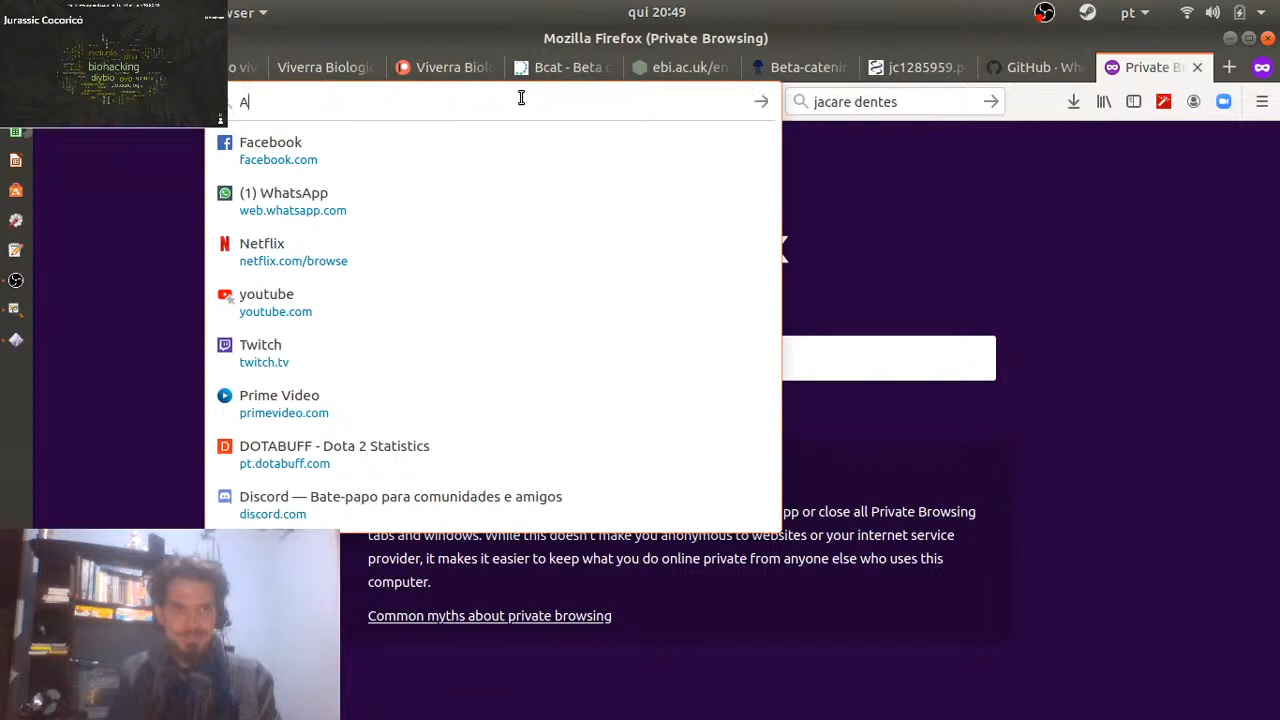 Jurassic Cacaricá
biohacking
diybio
wser
qui 20:49
pt
Mozilla Firefox (Private Browsing)
Viverra Biologi
Viverra Biol
Bcat - Beta c
ebi.ac.uk/en
Beta-catenin
jc1285959.p
GitHub - Wha
Private B
A
jacare dentes
Facebook
facebook.com
(1) WhatsApp
web.whatsapp.com
Netflix
netflix.com/browse
youtube
youtube.com
Twitch
twitch.tv
Prime Video
primevideo.com
DOTABUFF - Dota 2 Statistics
pt.dotabuff.com
Discord — Bate-papo para comunidades e amigos
discord.com
pp or close all Private Browsing
tabs and windows. While this doesn't make you anonymous to websites or your internet service
provider, it makes it easier to keep what you do online private from anyone else who uses this
computer.
Common myths about private browsing